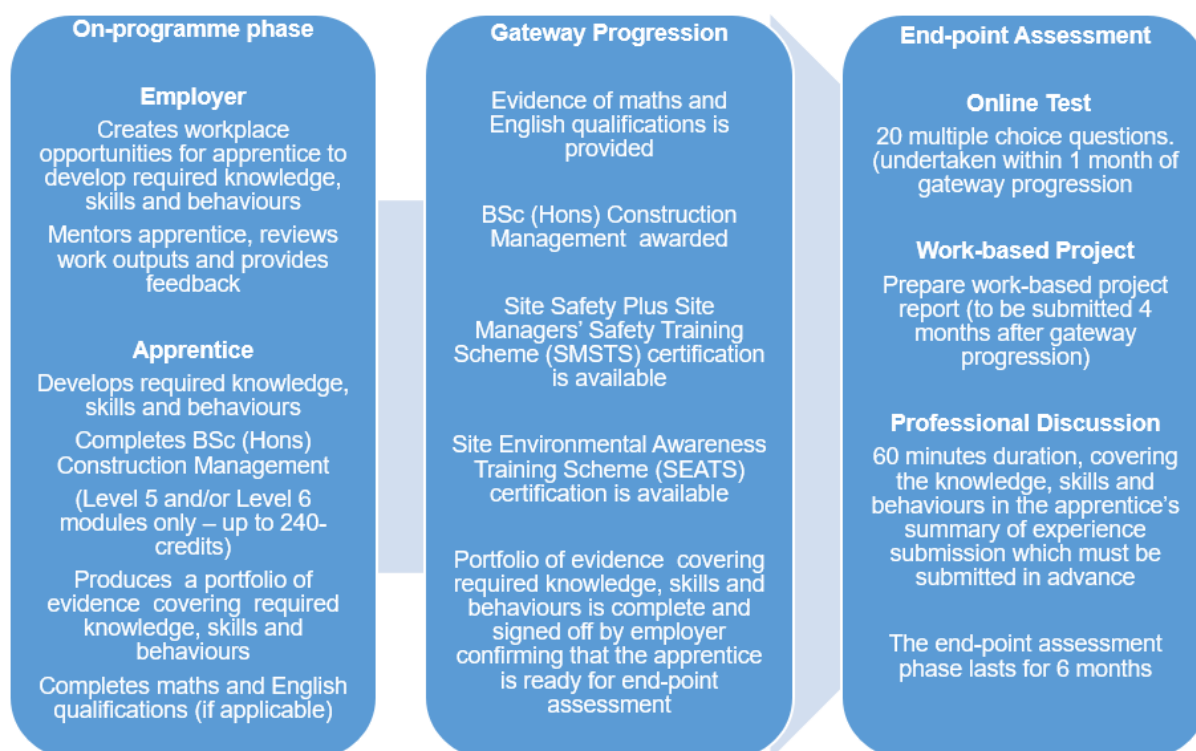 On-programme phase
Employer
Creates workplace
opportunities for apprentice to
develop required knowledge,
skills and behaviours
Mentors apprentice, reviews
work outputs and provides
feedback
Apprentice
Develops required knowledge,
skills and behaviours
Completes BSc (Hons)
Construction Management
(Level 5 and/or Level 6
modules only – up to 240-
credits)
Produces a portfolio of
evidence covering required
knowledge, skills and
behaviours
Completes maths and English
qualifications (if applicable)
Gateway Progression
Evidence of maths and
English qualifications is
provided
BSc (Hons) Construction
Management awarded
Site Safety Plus Site
Managers’ Safety Training
Scheme (SMSTS) certification
is available
Site Environmental Awareness
Training Scheme (SEATS)
certification is available
Portfolio of evidence covering
required knowledge, skills and
behaviours is complete and
signed off by employer
confirming that the apprentice
is ready for end-point
assessment
End-point Assessment
Online Test
20 multiple choice questions.
(undertaken within 1 month of
gateway progression
Work-based Project
Prepare work-based project
report (to be submitted 4
months after gateway
progression)
Professional Discussion
60 minutes duration, covering
the knowledge, skills and
behaviours in the apprentice’s
summary of experience
submission which must be
submitted in advance
The end-point assessment
phase lasts for 6 months